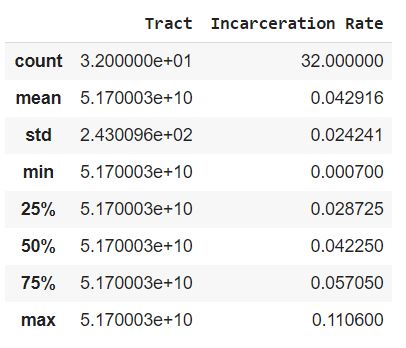 Tract Incarceration Rate
count 3.200000e+01 32.000000
mean 5.170003e+10 0.042916
std 2.430096e+02 0.024241
min 5.170003e+10 0.000700
25% 5.170003e+10 0.028725
50% 5.170003e+10 0.042250
75% 5.170003e+10 0.057050
max 5.170003e+10 0.110600